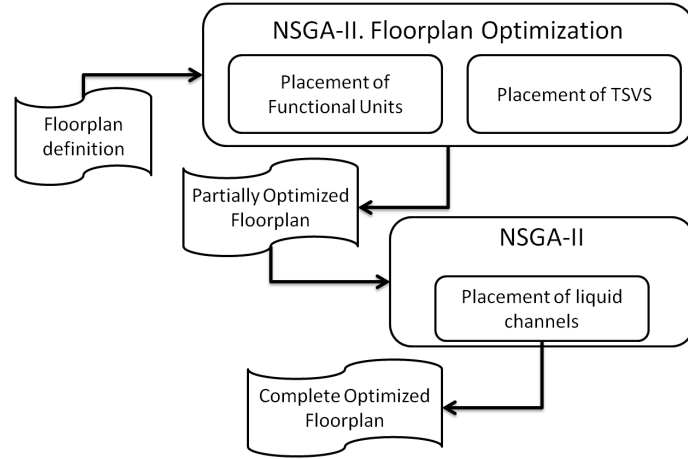 NSGA-II. Floorplan Optimization
Placement of
Functional Units
Placement of TSVS
Floorplan
definition
Partially Optimized
Floorplan
NSGA-II
Placement of liquid
channels
Complete Optimized
Floorplan